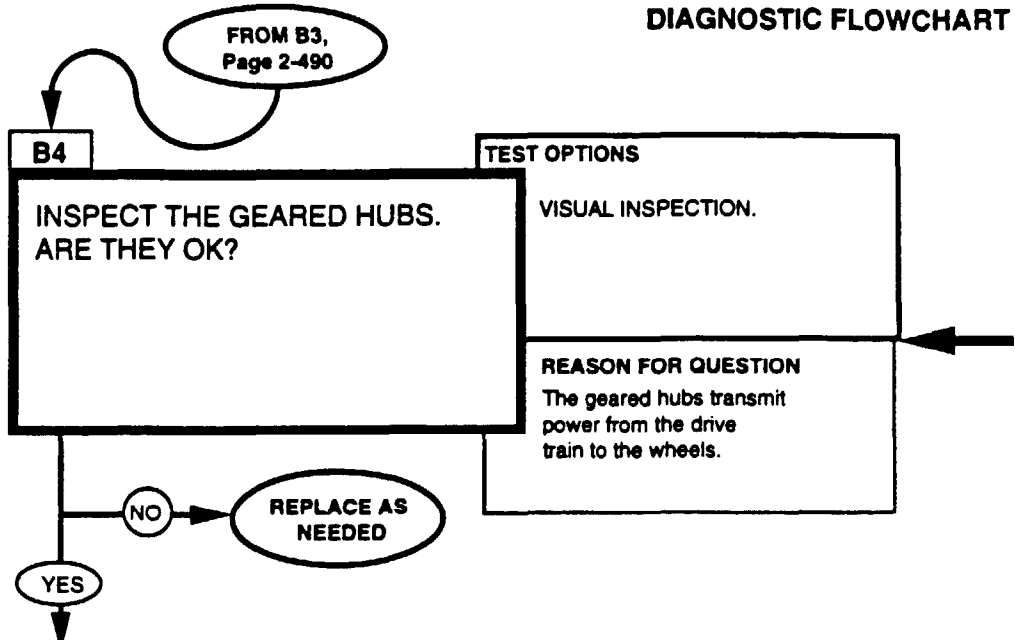 DIAGNOSTIC FLOWCHART
FROM B3,
Page 2-490
B4
INSPECT THE GEARED HUBS.
ARE THEY OK?
TEST OPTIONS
VISUAL INSPECTION.
REASON FOR QUESTION
The geared hubs transmit
power from the drive
train to the wheels.
NO
REPLACE AS
NEEDED
YES